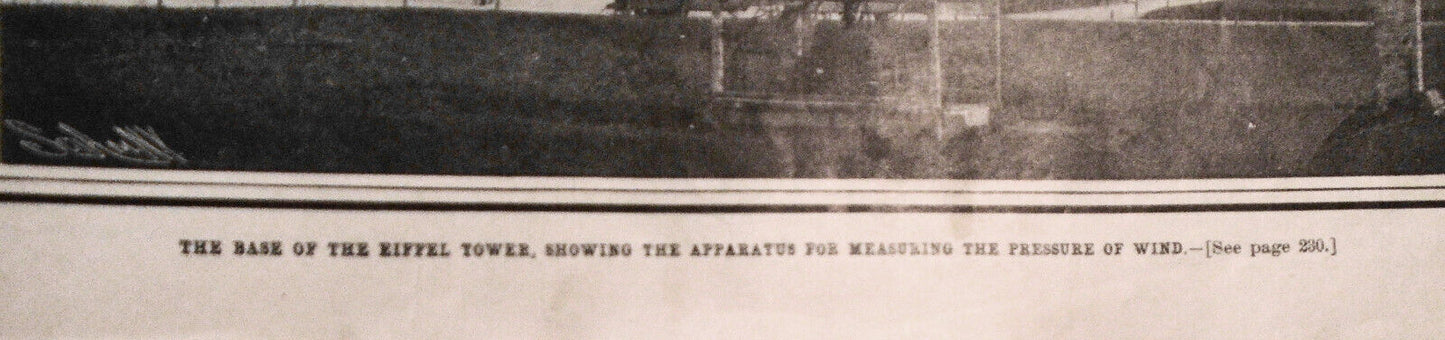 THE BASE OF THE EIFFEL TOWER, SHOWING THE APPARATUS FOR MEASURING THE PRESSURE OF WIND.—[See page 230.]